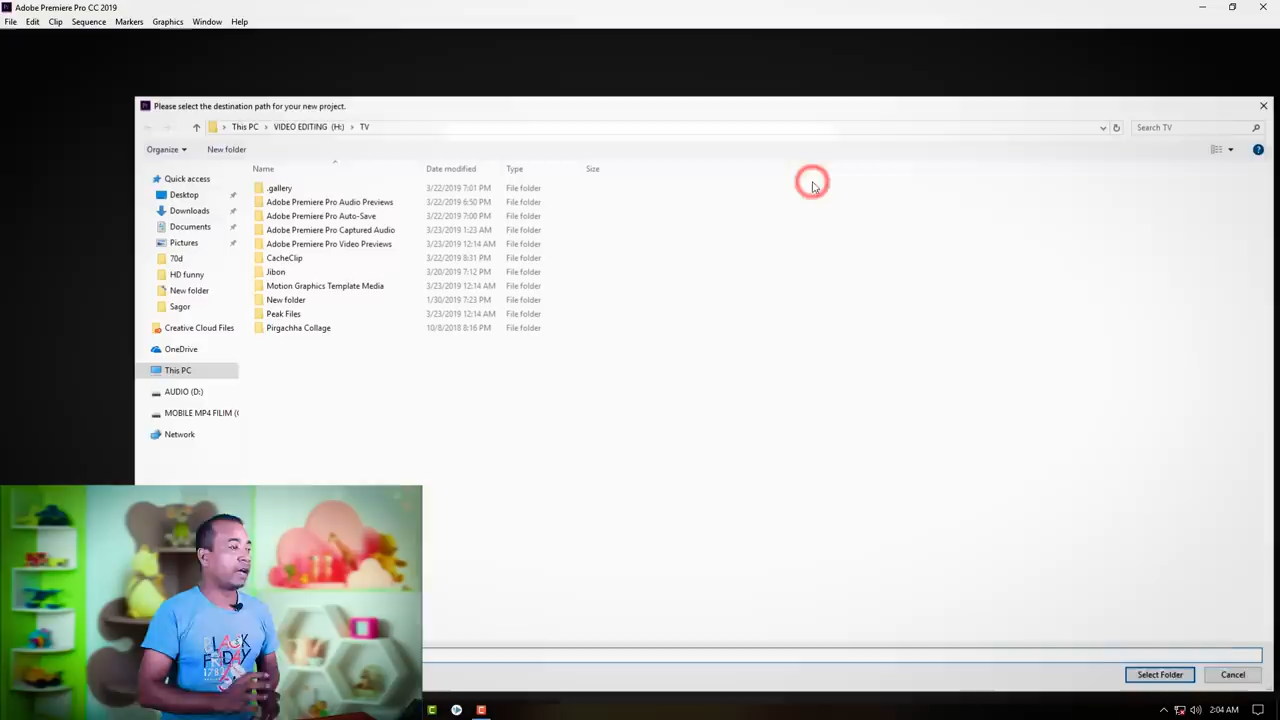 Adobe Premiere Pro CC 2019
File Edit Clip Sequence Markers Graphics Window Help
Please select the destination path for your new project.
This PC > VIDEO EDITING (H:) > TV
Search TV
Organize New folder
Name Date modified Type Size
Quick access
Desktop
Downloads
Documents
Pictures
70d
HD funny
New folder
Sagor
Creative Cloud Files
OneDrive
This PC
AUDIO (D:)
MOBILE MP4 FILIM (
Network
.gallery 3/22/2019 7:01 PM File folder
Adobe Premiere Pro Audio Previews 3/22/2019 6:50 PM File folder
Adobe Premiere Pro Auto-Save 3/22/2019 7:00 PM File folder
Adobe Premiere Pro Captured Audio 3/23/2019 1:23 AM File folder
Adobe Premiere Pro Video Previews 3/23/2019 12:14 AM File folder
CacheClip 3/22/2019 8:31 PM File folder
Jibon 3/20/2019 7:12 PM File folder
Motion Graphics Template Media 3/23/2019 12:14 AM File folder
New folder 1/30/2019 7:23 PM File folder
Peak Files 3/23/2019 12:14 AM File folder
Pirgachha Collage 10/8/2018 8:16 PM File folder
BLACK
FRIDAY
Select Folder Cancel
2:04 AM